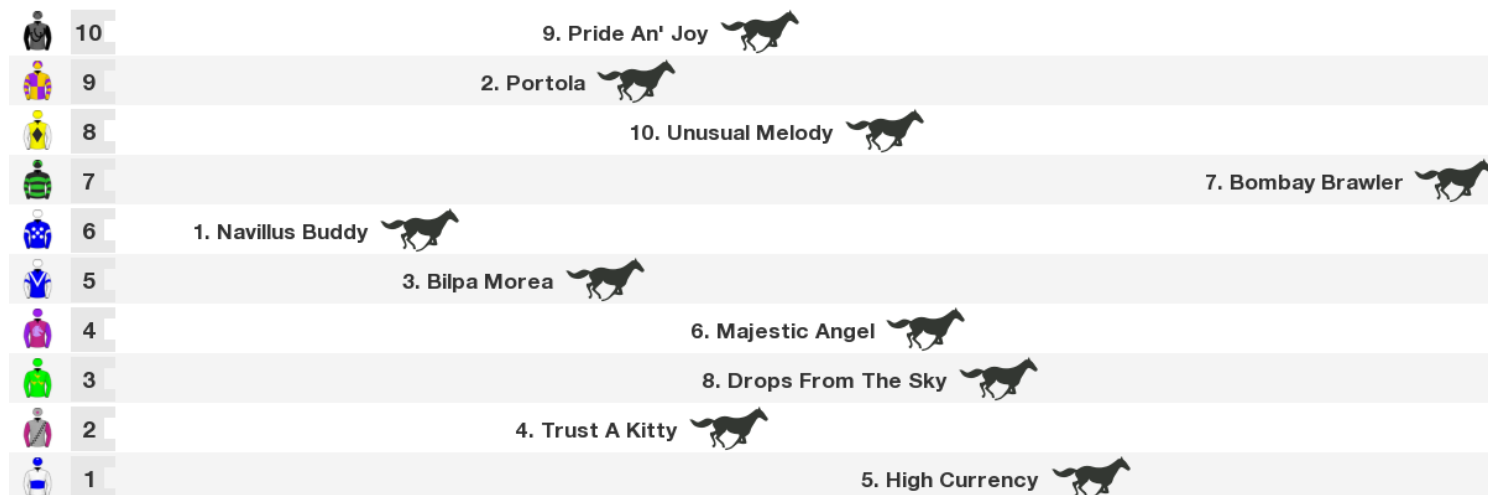 10 9. Pride An' Joy
9 2. Portola
8 10. Unusual Melody
7 7. Bombay Brawler
6 1. Navillus Buddy
5 3. Bilpa Morea
4 6. Majestic Angel
3 8. Drops From The Sky
2 4. Trust A Kitty
1 5. High Currency